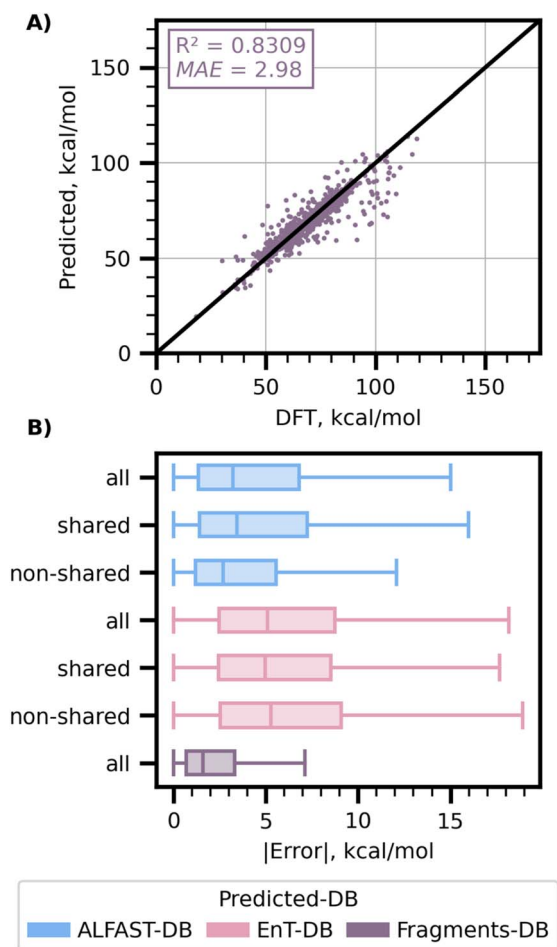 A)
R² = 0.8309
MAE = 2.98
150
100
50
0
Predicted, kcal/mol
0 50 100 150
DFT, kcal/mol
B)
all
shared
non-shared
all
shared
non-shared
all
0 5 10 15
|Error|, kcal/mol
Predicted-DB
ALFAST-DB EnT-DB Fragments-DB